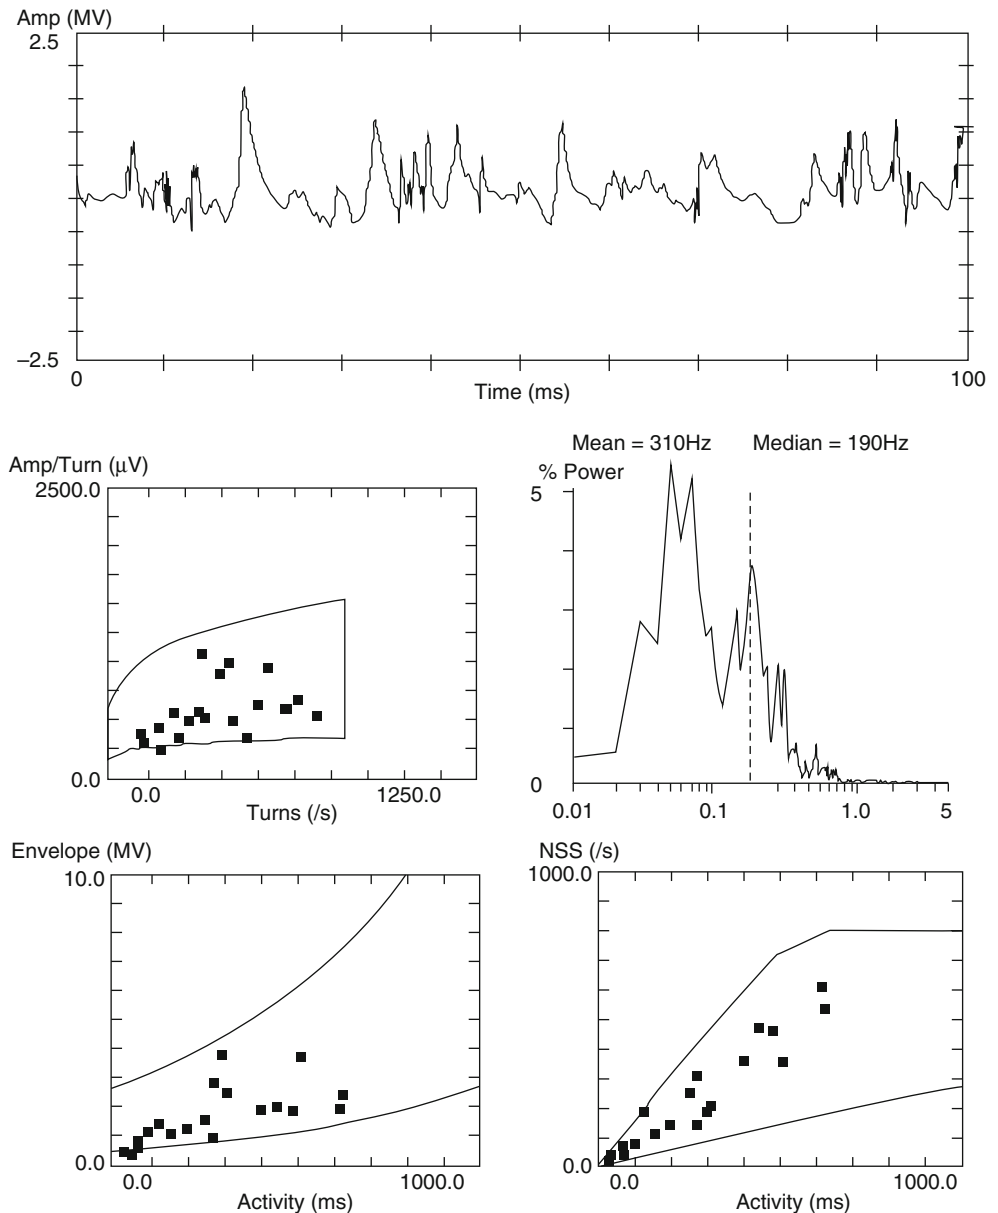 Amp (MV)
2.5
−2.5
0
100
Time (ms)
Mean = 310Hz Median = 190Hz
Amp/Turn (μV)
2500.0
0.0
0.0
1250.0
Turns (/s)
% Power
5
0
0.01
0.1
1.0
5
Envelope (MV)
10.0
0.0
0.0
1000.0
Activity (ms)
NSS (/s)
1000.0
0.0
0.0
1000.0
Activity (ms)